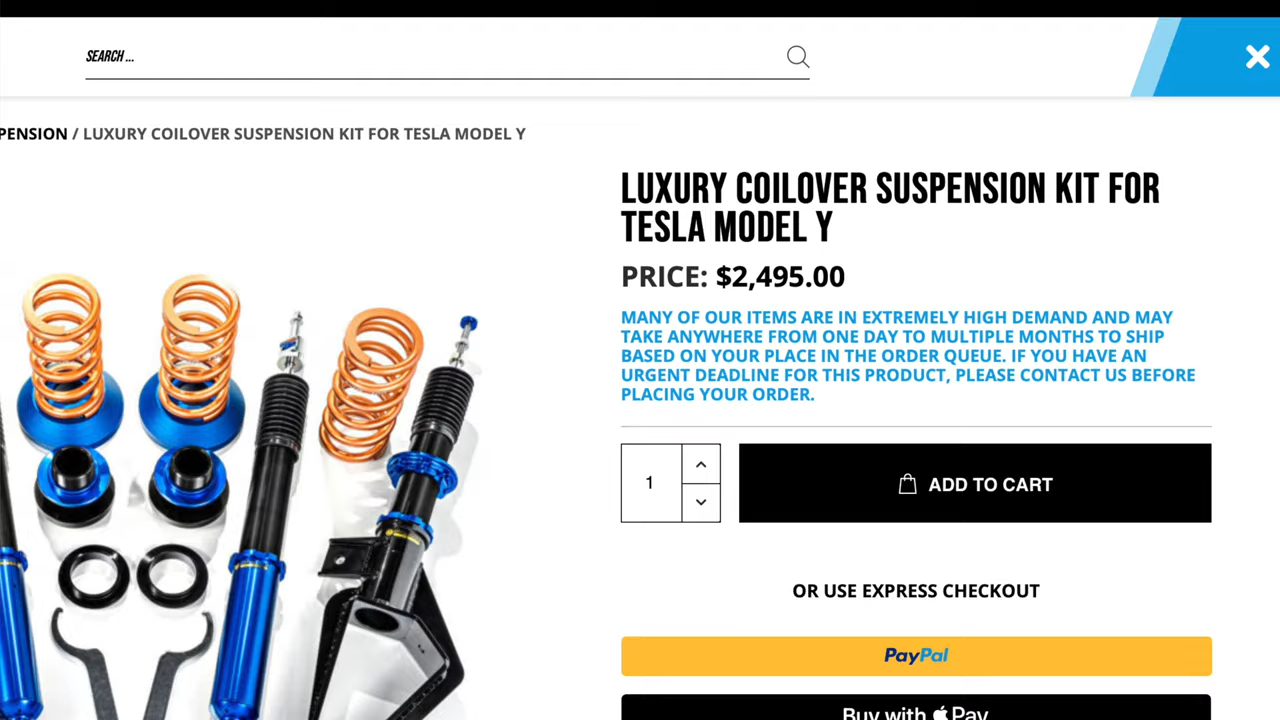 SEARCH ...
PENSION / LUXURY COILOVER SUSPENSION KIT FOR TESLA MODEL Y
LUXURY COILOVER SUSPENSION KIT FOR
TESLA MODEL Y
PRICE: $2,495.00
MANY OF OUR ITEMS ARE IN EXTREMELY HIGH DEMAND AND MAY
TAKE ANYWHERE FROM ONE DAY TO MULTIPLE MONTHS TO SHIP
BASED ON YOUR PLACE IN THE ORDER QUEUE. IF YOU HAVE AN
URGENT DEADLINE FOR THIS PRODUCT, PLEASE CONTACT US BEFORE
PLACING YOUR ORDER.
1
ADD TO CART
OR USE EXPRESS CHECKOUT
PayPal
Buy with Pay